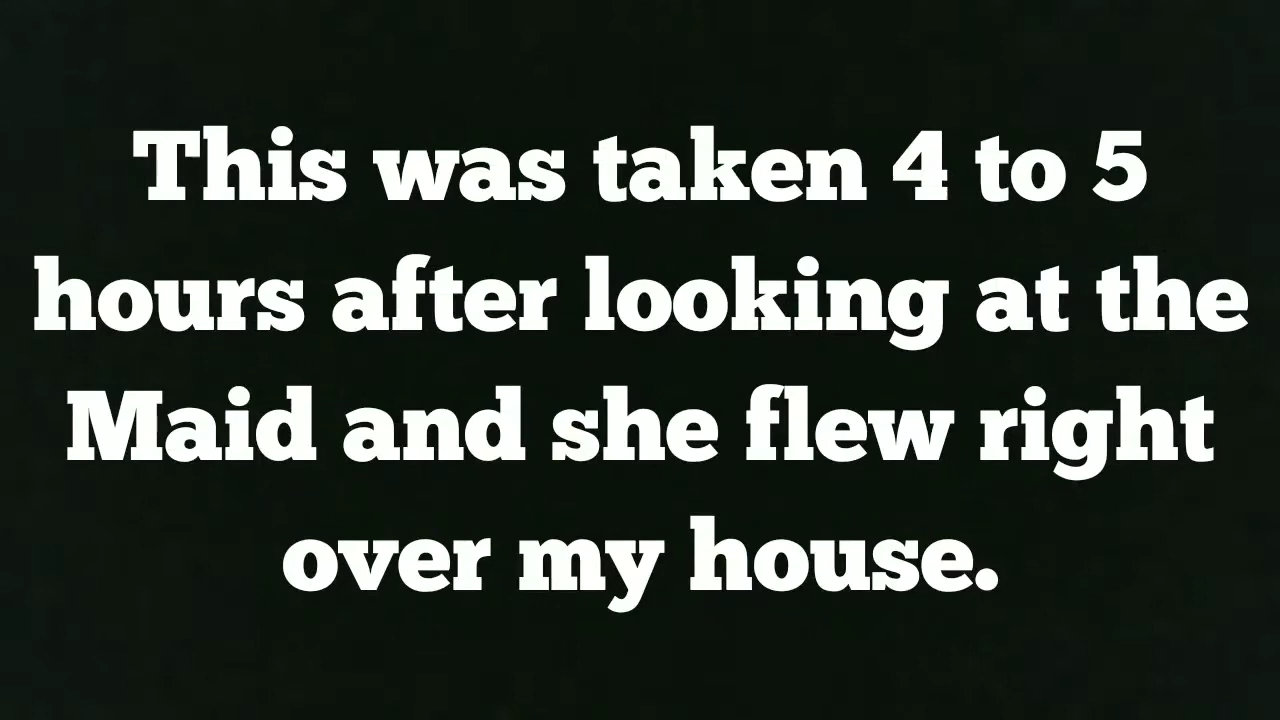 This was taken 4 to 5
hours after looking at the
Maid and she flew right
over my house.